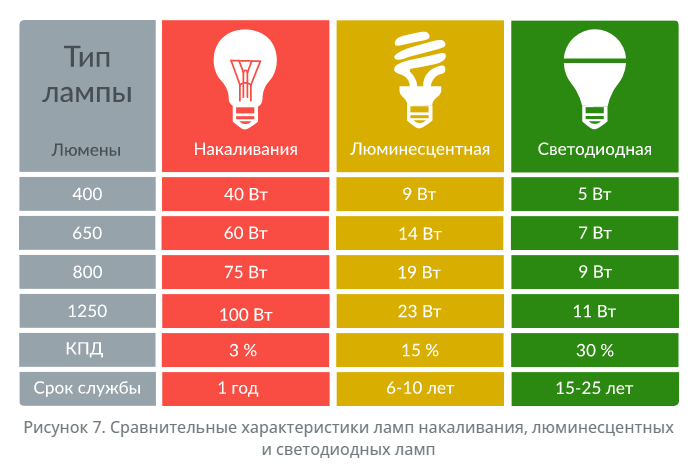 Тип
лампы
Люмены
Накаливания
Люминесцентная
Светодиодная
400 40 Вт 9 Вт 5 Вт
650 60 Вт 14 Вт 7 Вт
800 75 Вт 19 Вт 9 Вт
1250 100 Вт 23 Вт 11 Вт
КПД 3 % 15 % 30 %
Срок службы 1 год 6-10 лет 15-25 лет
Рисунок 7. Сравнительные характеристики ламп накаливания, люминесцентных
и светодиодных ламп